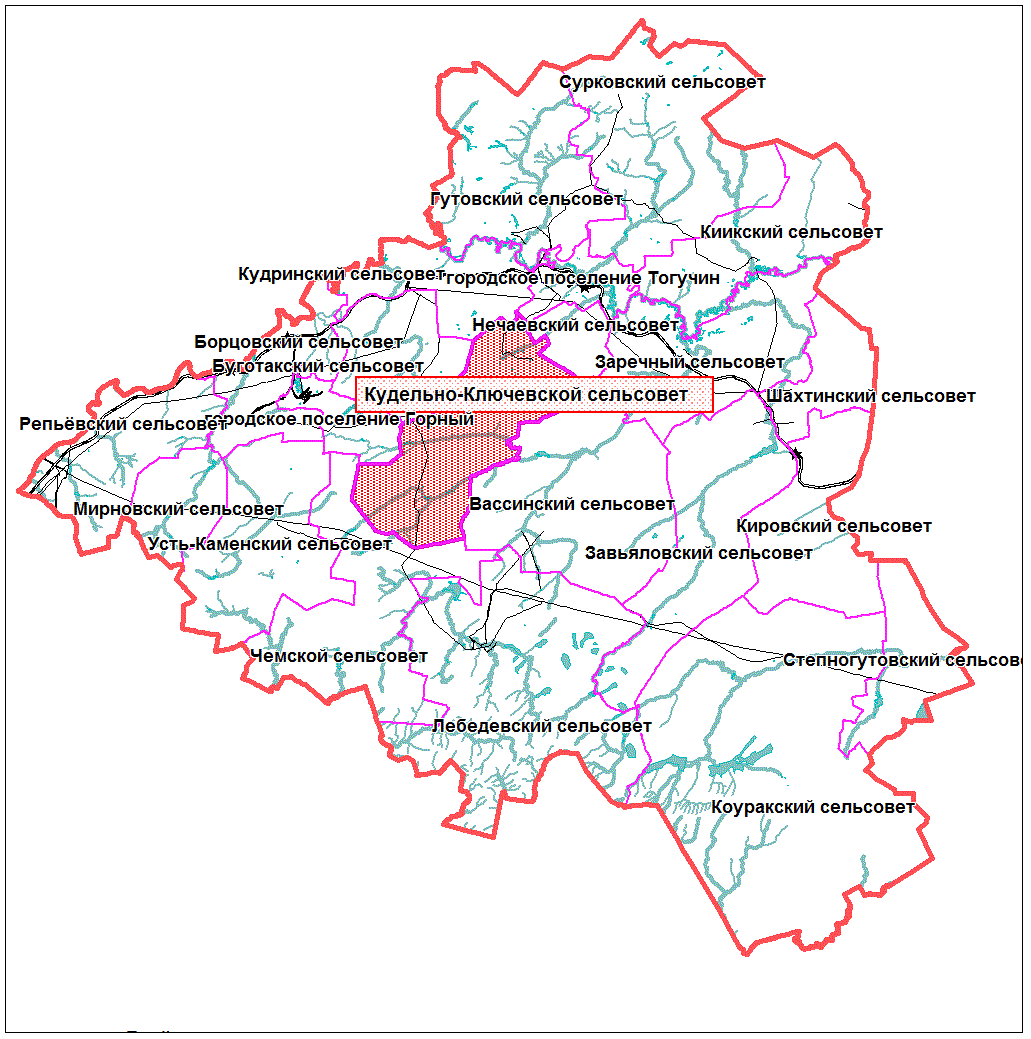 Сурковский сельсовет
Гутовский сельсовет
Киикский сельсовет
Кудринский сельсовет
городское поселение Тогучин
Нечаевский сельсовет
Борцовский сельсовет
Буготакский сельсовет
Заречный сельсовет
Кудельно-Ключевской сельсовет
Шахтинский сельсовет
городское поселение Горный
Репьёвский сельсовет
Мирновский сельсовет
Вассинский сельсовет
Кировский сельсовет
Усть-Каменский сельсовет
Завьяловский сельсовет
Чемской сельсовет
Степногутовский сельсове
Лебедевский сельсовет
Коуракский сельсовет